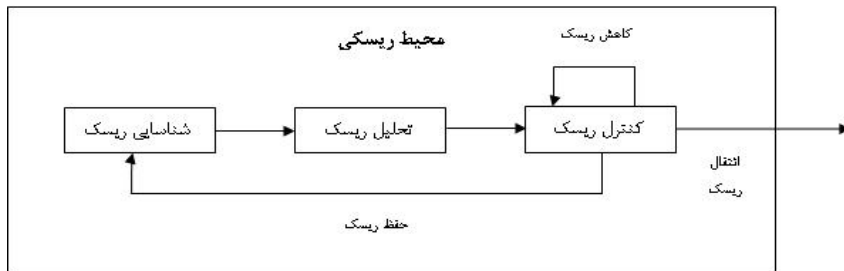 کاهش ریسک
محیط ریسکی
شناسایی ریسک
تحلیل ریسک
کنترل ریسک
انتقال
ریسک
حفظ ریسک